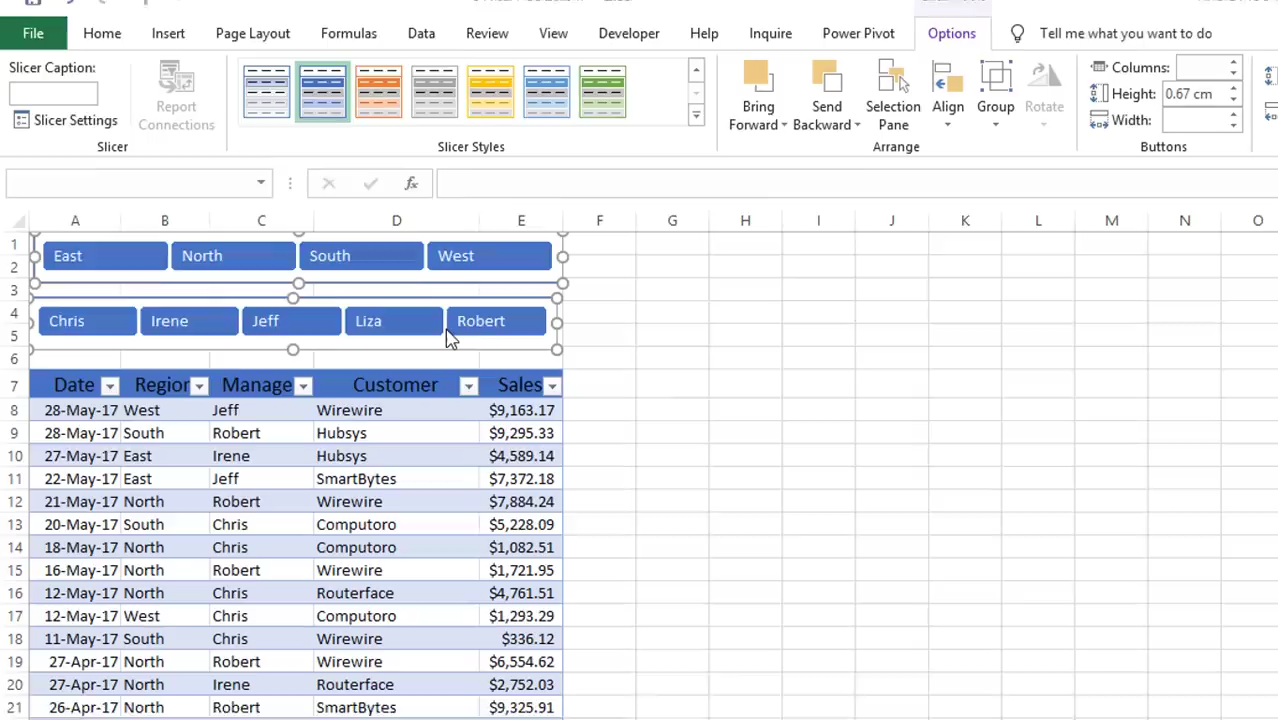 File Home Insert Page Layout Formulas Data Review View Developer Help Inquire Power Pivot Options Tell me what you want to do
Slicer Caption:
Slicer Settings
Report
Connections
Slicer
Slicer Styles
Bring
Forward
Send
Backward
Selection
Pane
Align
Group
Rotate
Arrange
Columns:
Height: 0.67 cm
Width:
Buttons
fx
A B C D E F G H I J K L M N O
1
East North South West
2
3
4
Chris Irene Jeff Liza Robert
5
6
7 Date Region Manage Customer Sales
8 28-May-17 West Jeff Wirewire $9,163.17
9 28-May-17 South Robert Hubsys $9,295.33
10 27-May-17 East Irene Hubsys $4,589.14
11 22-May-17 East Jeff SmartBytes $7,372.18
12 21-May-17 North Robert Wirewire $7,884.24
13 20-May-17 South Chris Computoro $5,228.09
14 18-May-17 North Chris Computoro $1,082.51
15 16-May-17 North Robert Wirewire $1,721.95
16 12-May-17 North Chris Routerface $4,761.51
17 12-May-17 West Chris Computoro $1,293.29
18 11-May-17 South Chris Wirewire $336.12
19 27-Apr-17 North Robert Wirewire $6,554.62
20 27-Apr-17 North Irene Routerface $2,752.03
21 26-Apr-17 North Robert SmartBytes $9,325.91